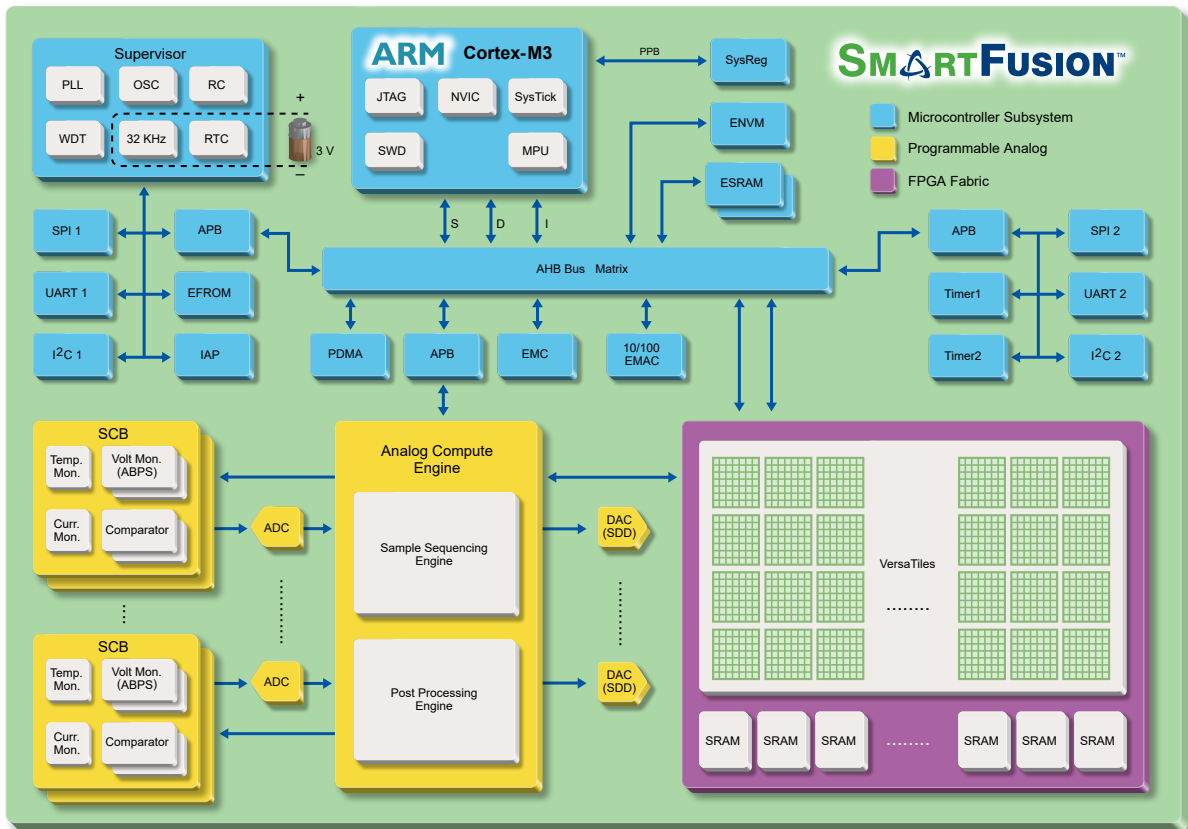 Supervisor
PLL
OSC
RC
WDT
32 KHz
RTC
+
3 V
–
ARM Cortex-M3
JTAG
NVIC
SysTick
SWD
MPU
PPB
SysReg
ENVM
ESRAM
SMARTFUSION™
Microcontroller Subsystem
Programmable Analog
FPGA Fabric
S
D
I
SPI 1
APB
UART 1
EFROM
I²C 1
IAP
AHB Bus Matrix
APB
SPI 2
Timer1
UART 2
Timer2
I²C 2
PDMA
APB
EMC
10/100
EMAC
SCB
Temp.
Mon.
Volt Mon.
(ABPS)
Curr.
Mon.
Comparator
ADC
SCB
Temp.
Mon.
Volt Mon.
(ABPS)
Curr.
Mon.
Comparator
ADC
Analog Compute
Engine
Sample Sequencing
Engine
Post Processing
Engine
DAC
(SDD)
DAC
(SDD)
VersaTiles
........
SRAM
SRAM
SRAM
........
SRAM
SRAM
SRAM